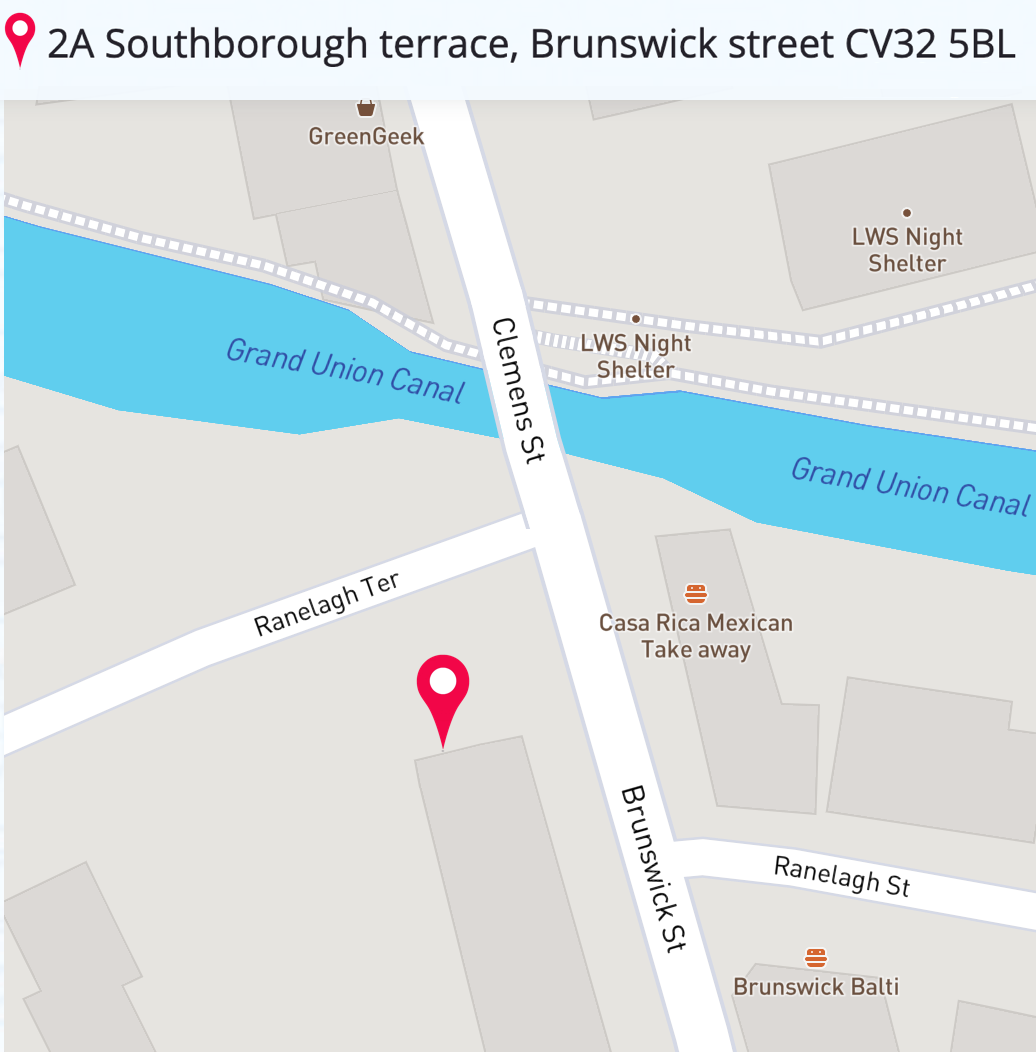 2A Southborough terrace, Brunswick street CV32 5BL
GreenGeek
LWS Night
Shelter
LWS Night
Shelter
Clemens St
Grand Union Canal
Grand Union Canal
Ranelagh Ter
Casa Rica Mexican
Take away
Brunswick St
Ranelagh St
Brunswick Balti